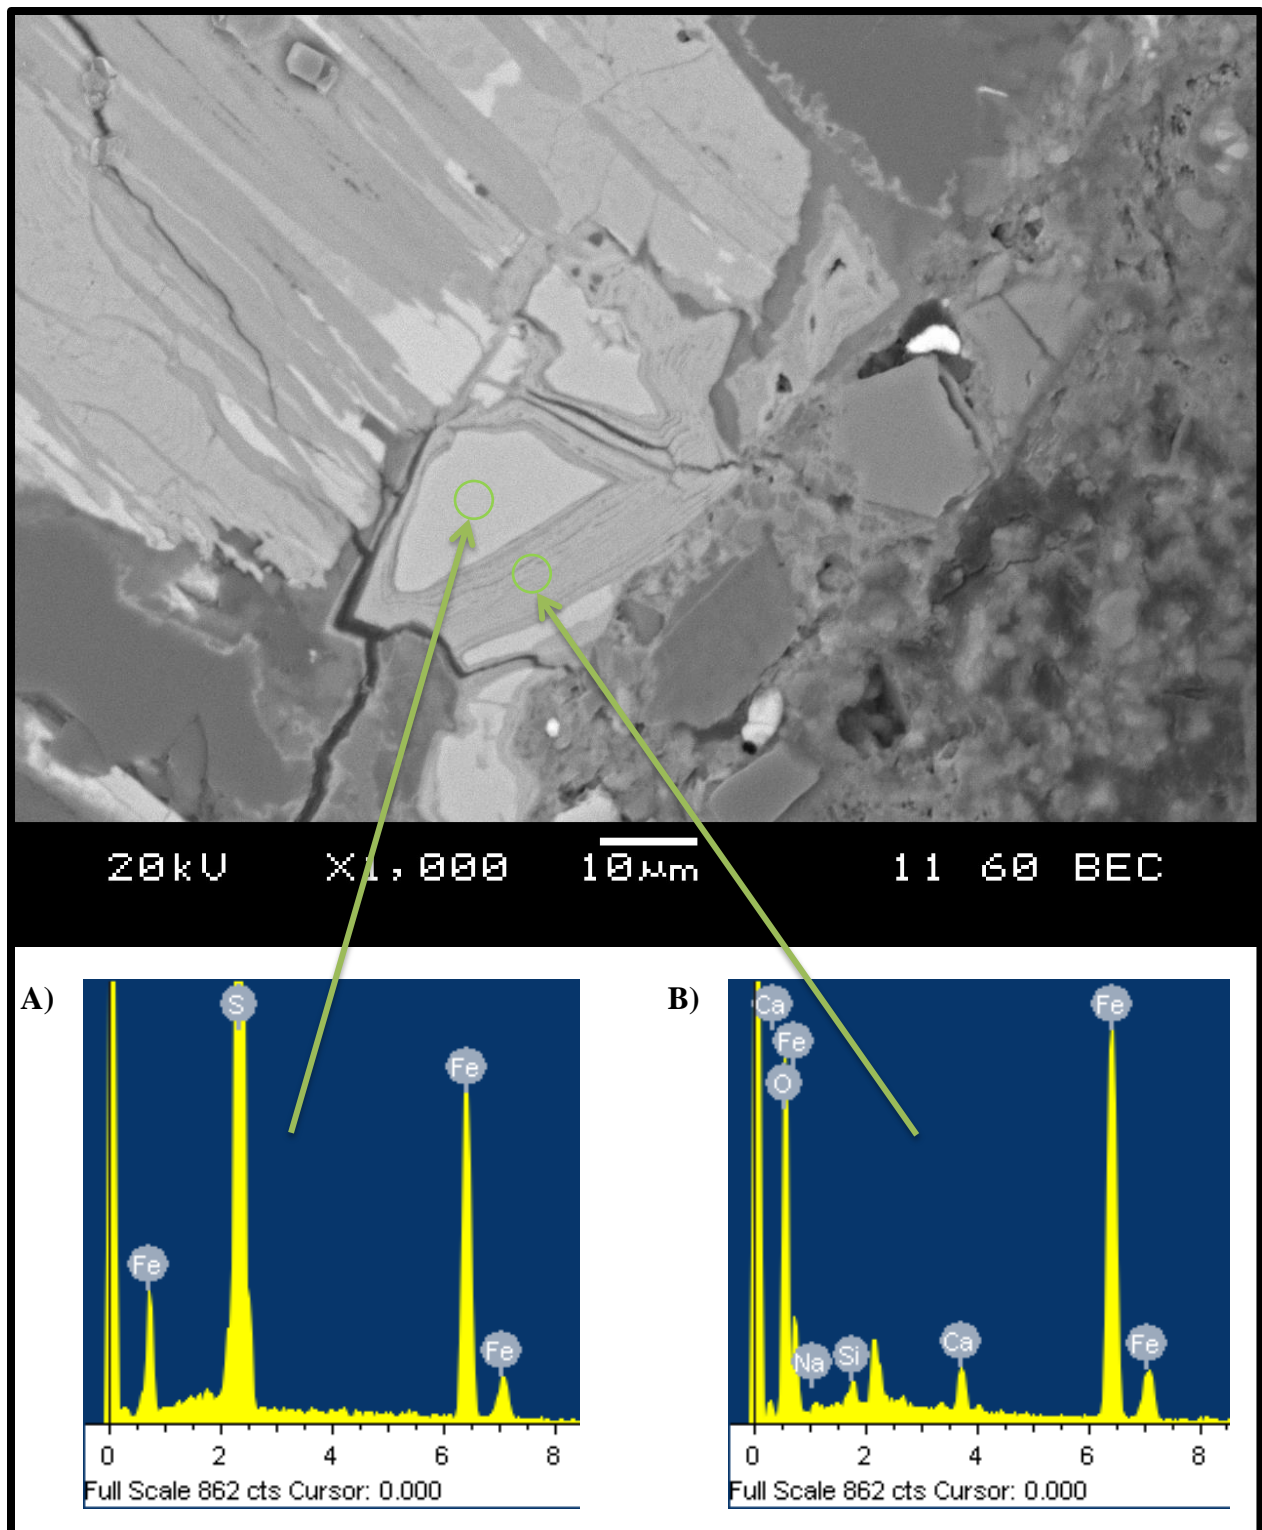 20kV X1,000 10μm 11 60 BEC
A) B)
S
Fe
Fe
Fe
0 2 4 6 8
Full Scale 862 cts Cursor: 0.000
Ca Fe
Fe
O
Na Si Ca Fe
0 2 4 6 8
Full Scale 862 cts Cursor: 0.000